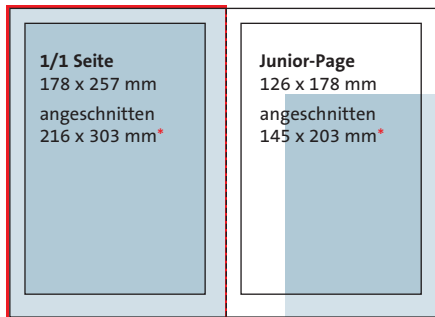 1/1 Seite
178 x 257 mm
angeschnitten
216 x 303 mm*
Junior-Page
126 x 178 mm
angeschnitten
145 x 203 mm*